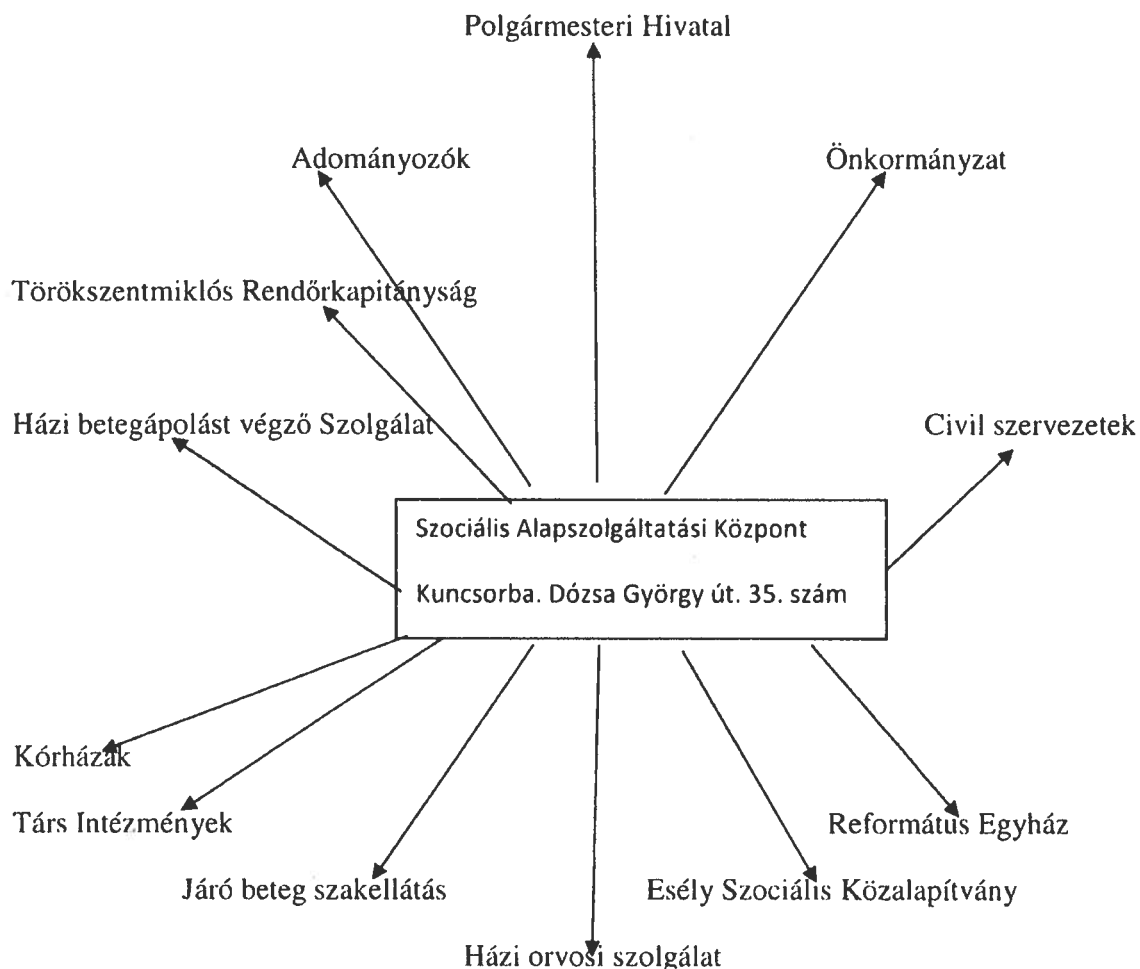 Polgármesteri Hivatal
Adományozók
Önkormányzat
Törökszentmiklós Rendőrkapitányság
Házi betegápolást végző Szolgálat
Civil szervezetek
Szociális Alapszolgáltatási Központ
Kuncsorba. Dózsa György út. 35. szám
Kórházak
Társ Intézmények
Református Egyház
Járó beteg szakellátás
Esély Szociális Közalapítvány
Házi orvosi szolgálat